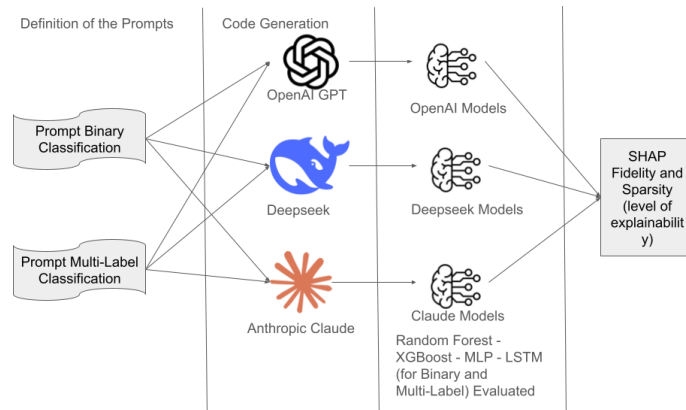 Definition of the Prompts
Code Generation
OpenAI GPT
OpenAI Models
Prompt Binary
Classification
SHAP
Fidelity and
Sparsity
(level of
explainabilit
y)
Deepseek
Deepseek Models
Prompt Multi-Label
Classification
Anthropic Claude
Claude Models
Random Forest -
XGBoost - MLP - LSTM
(for Binary and
Multi-Label) Evaluated